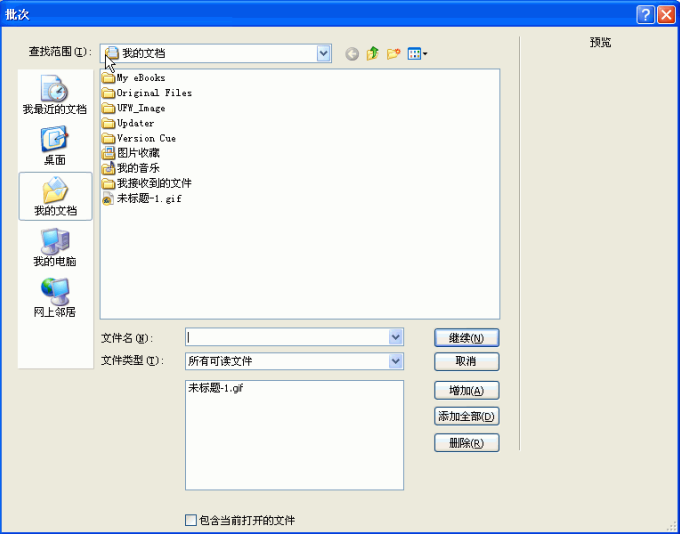 批次
查找范围(I): 我的文档
预览
我最近的文档
桌面
我的文档
我的电脑
网上邻居
My eBooks
Original Files
UFW_Image
Updater
Version Cue
图片收藏
我的音乐
我接收到的文件
未标题-1.gif
文件名(N):
继续(N)
文件类型(T): 所有可读文件
取消
未标题-1.gif
增加(A)
添加全部(D)
删除(R)
包含当前打开的文件